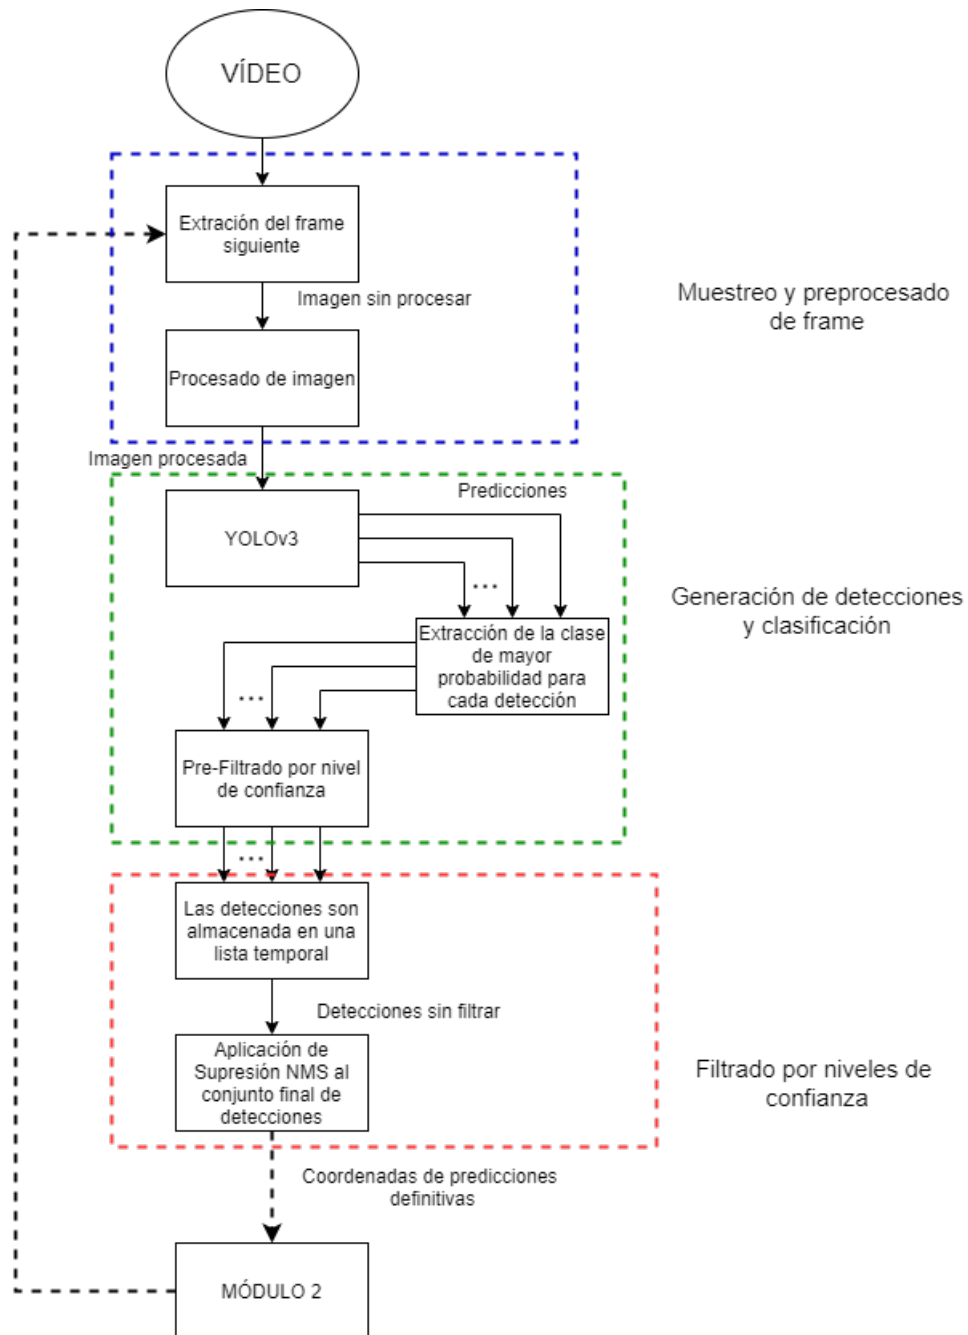 VÍDEO
Extración del frame
siguiente
Imagen sin procesar
Muestreo y preprocesado
de frame
Procesado de imagen
Imagen procesada
Predicciones
YOLOv3
...
Generación de detecciones
y clasificación
Extracción de la clase
de mayor
probabilidad para
cada detección
...
Pre-Filtrado por nivel
de confianza
...
Las detecciones son
almacenada en una
lista temporal
Detecciones sin filtrar
Aplicación de
Supresión NMS al
conjunto final de
detecciones
Filtrado por niveles de
confianza
Coordenadas de predicciones
definitivas
MÓDULO 2